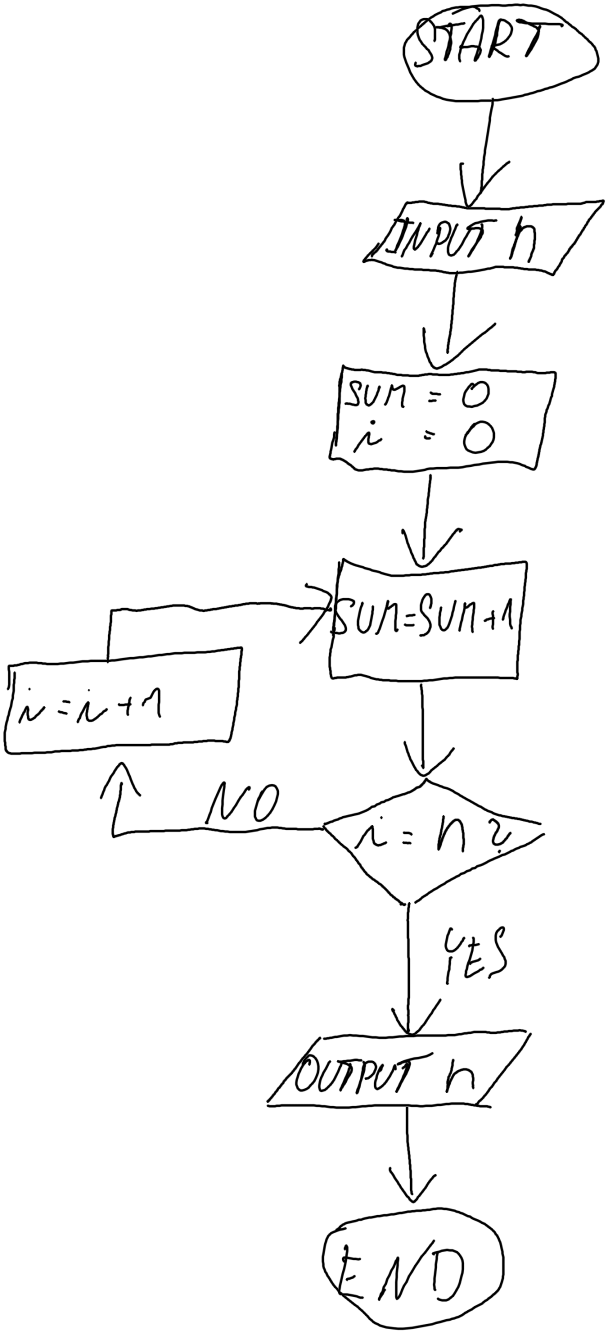 START
INPUT n
SUM = 0
i = 0
SUM=SUM+1
i=i+1
NO
i=n?
YES
OUTPUT n
END